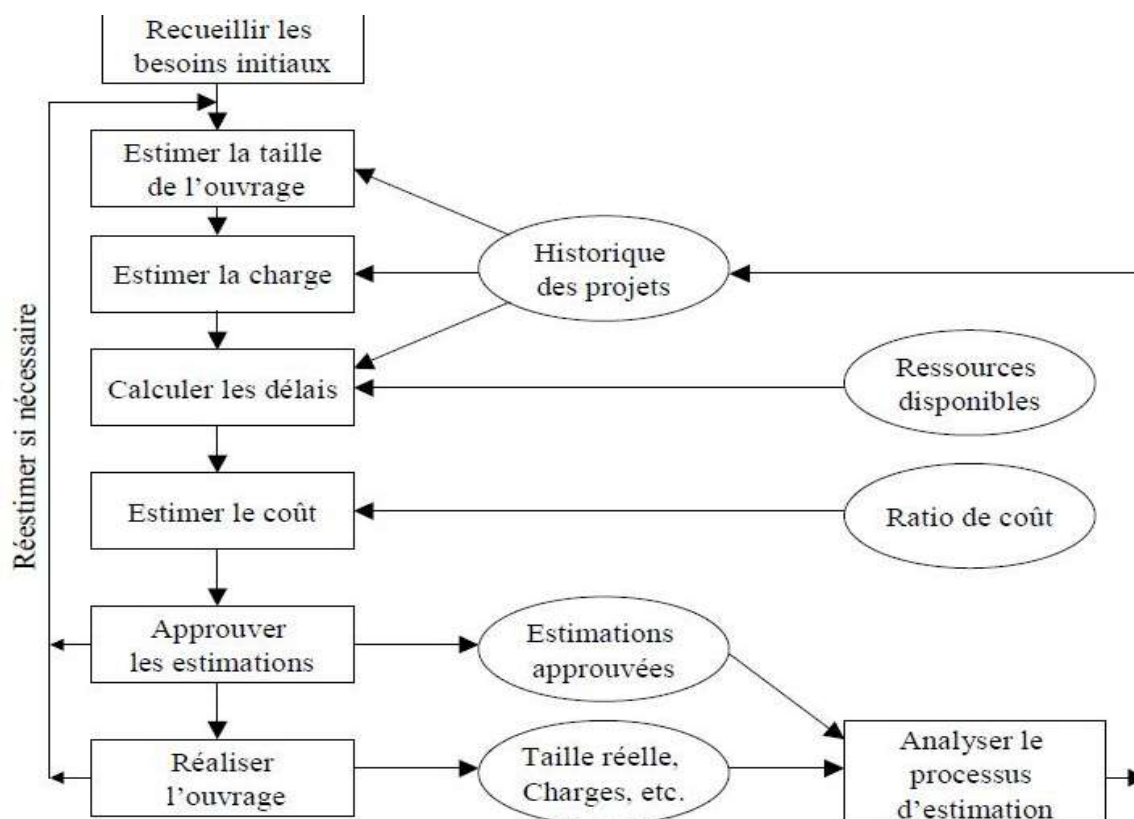 Recueillir les
besoins initiaux
Estimer la taille
de l’ouvrage
Historique
des projets
Estimer la charge
Réestimer si nécessaire
Calculer les délais
Ressources
disponibles
Estimer le coût
Ratio de coût
Approuver
les estimations
Estimations
approuvées
Réaliser
l’ouvrage
Taille réelle,
Charges, etc.
Analyser le
processus
d’estimation